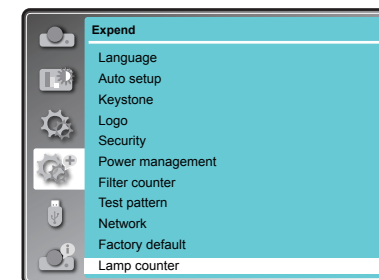 Expend
Language
Auto setup
Keystone
Logo
Security
Power management
Filter counter
Test pattern
Network
Factory default
Lamp counter